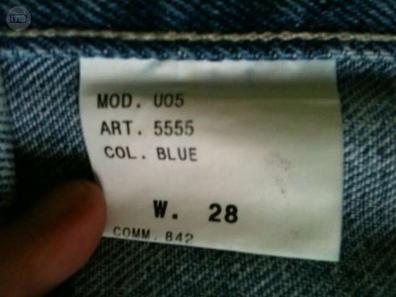 MOD. U05
ART. 5555
COL. BLUE
W. 28
COMM. 842